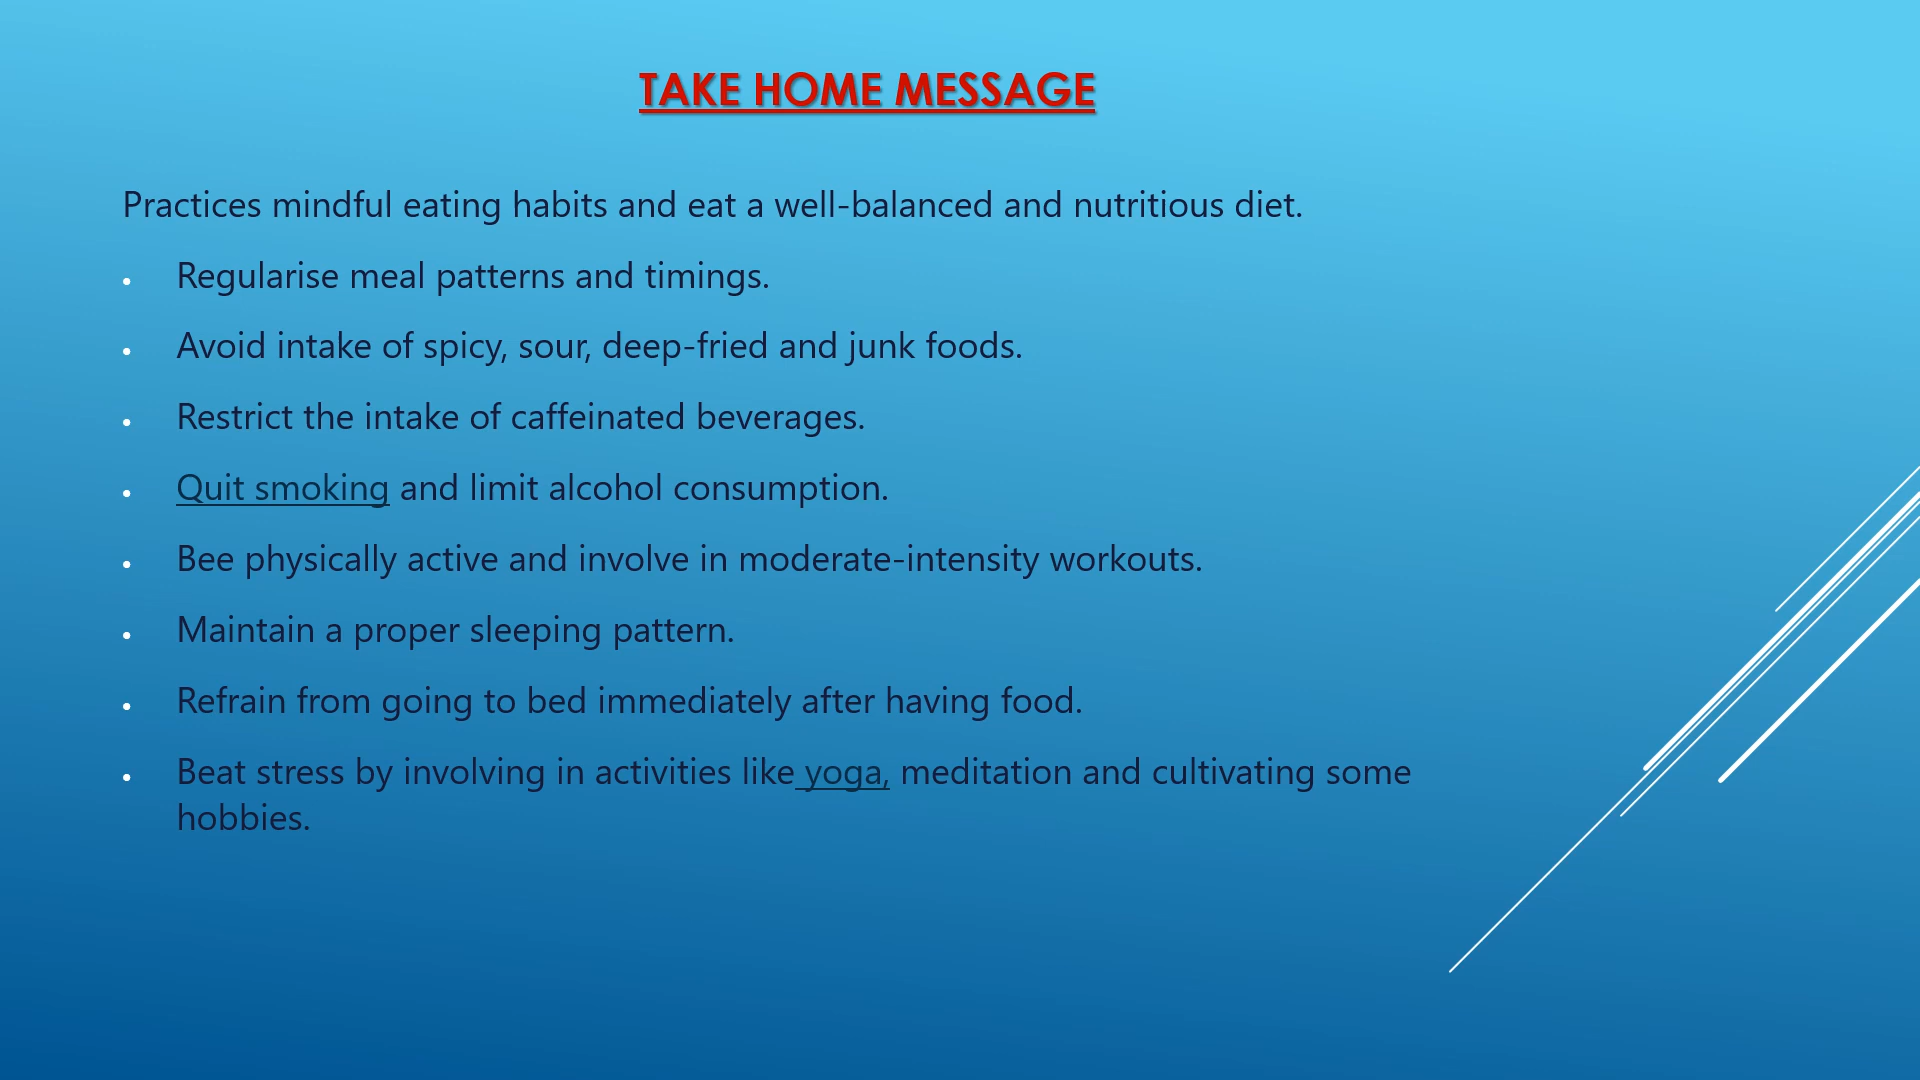 TAKE HOME MESSAGE
Practices mindful eating habits and eat a well-balanced and nutritious diet.
• Regularise meal patterns and timings.
• Avoid intake of spicy, sour, deep-fried and junk foods.
• Restrict the intake of caffeinated beverages.
• Quit smoking and limit alcohol consumption.
• Bee physically active and involve in moderate-intensity workouts.
• Maintain a proper sleeping pattern.
• Refrain from going to bed immediately after having food.
• Beat stress by involving in activities like yoga, meditation and cultivating some
hobbies.